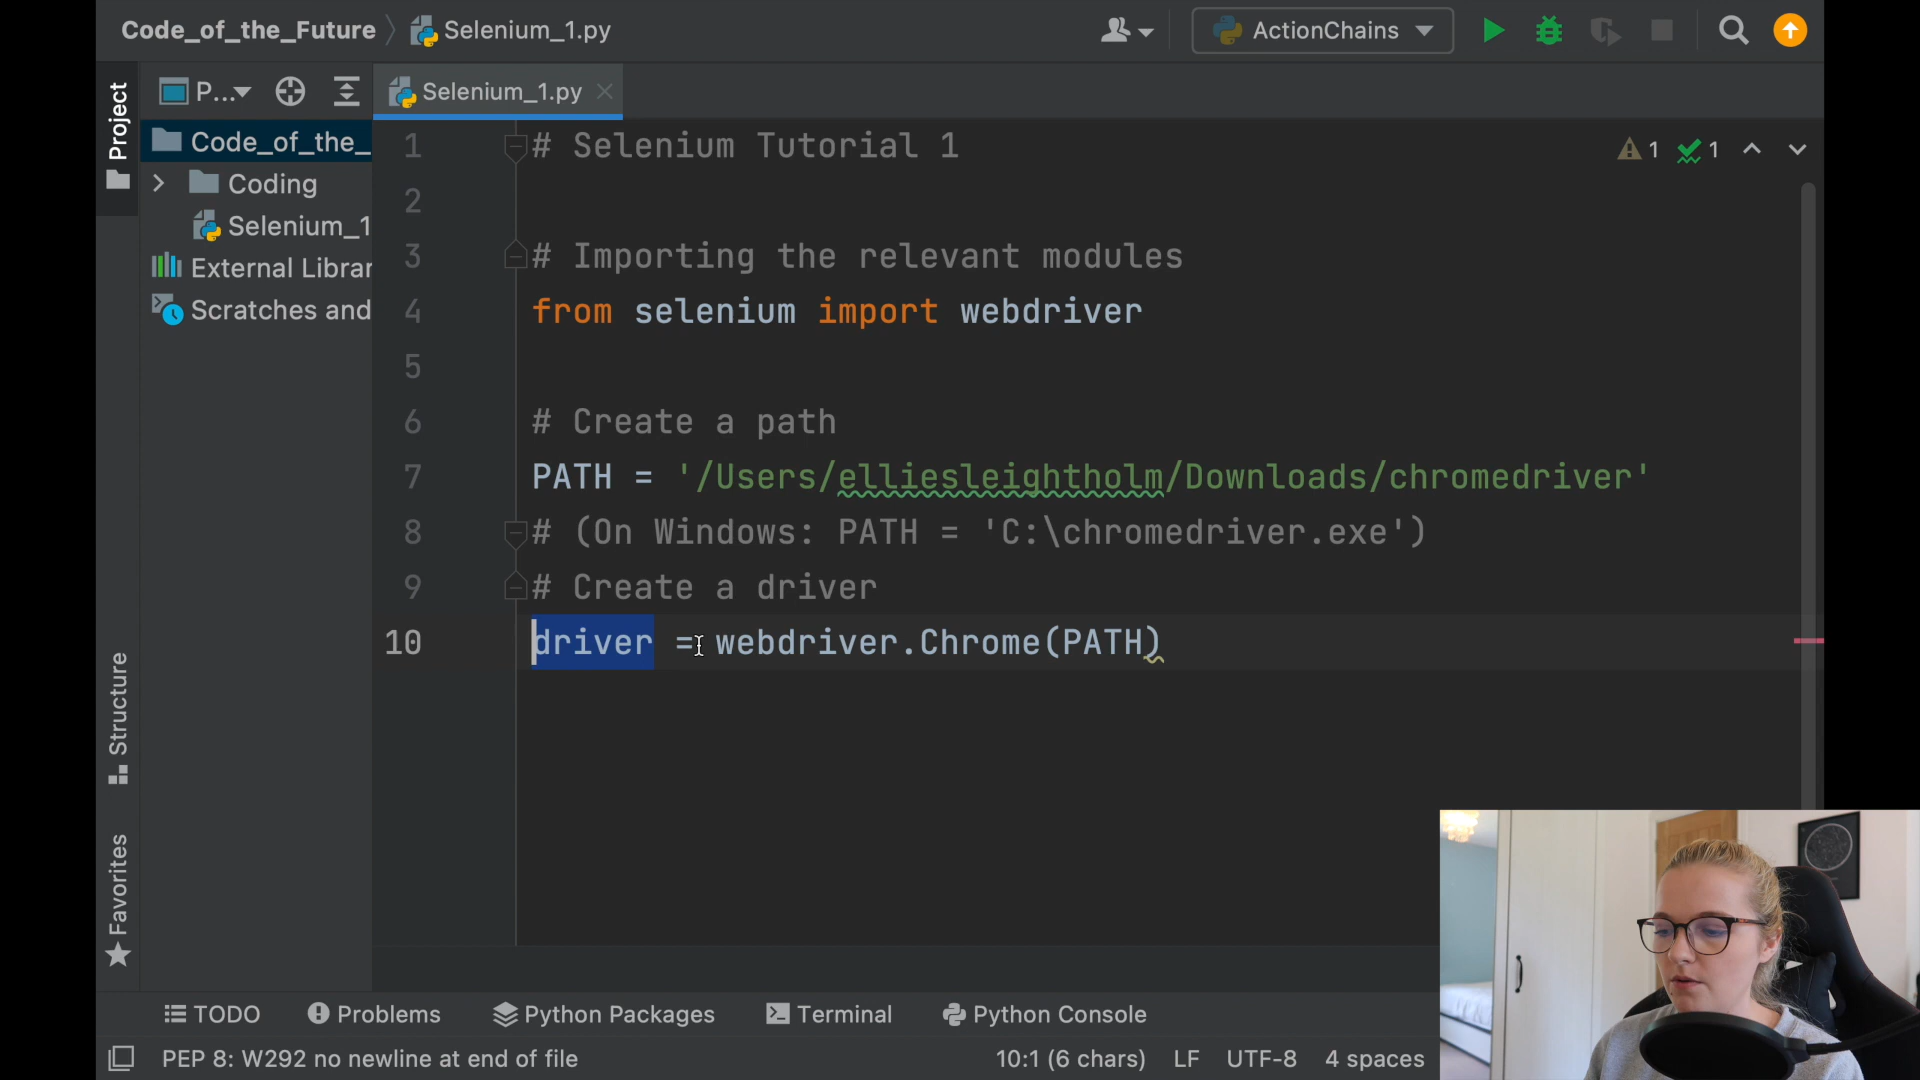 Code_of_the_Future
Selenium_1.py
ActionChains
Project
P...
Selenium_1.py
Code_of_the_
Coding
Selenium_1
External Librar
Scratches and
1 # Selenium Tutorial 1
1 1
2
3 # Importing the relevant modules
4 from selenium import webdriver
5
6 # Create a path
7 PATH = '/Users/elliesleightholm/Downloads/chromedriver'
8 # (On Windows: PATH = 'C:\chromedriver.exe')
9 # Create a driver
10 driver = webdriver.Chrome(PATH)
Structure
Favorites
TODO Problems Python Packages Terminal Python Console
PEP 8: W292 no newline at end of file 10:1 (6 chars) LF UTF-8 4 spaces